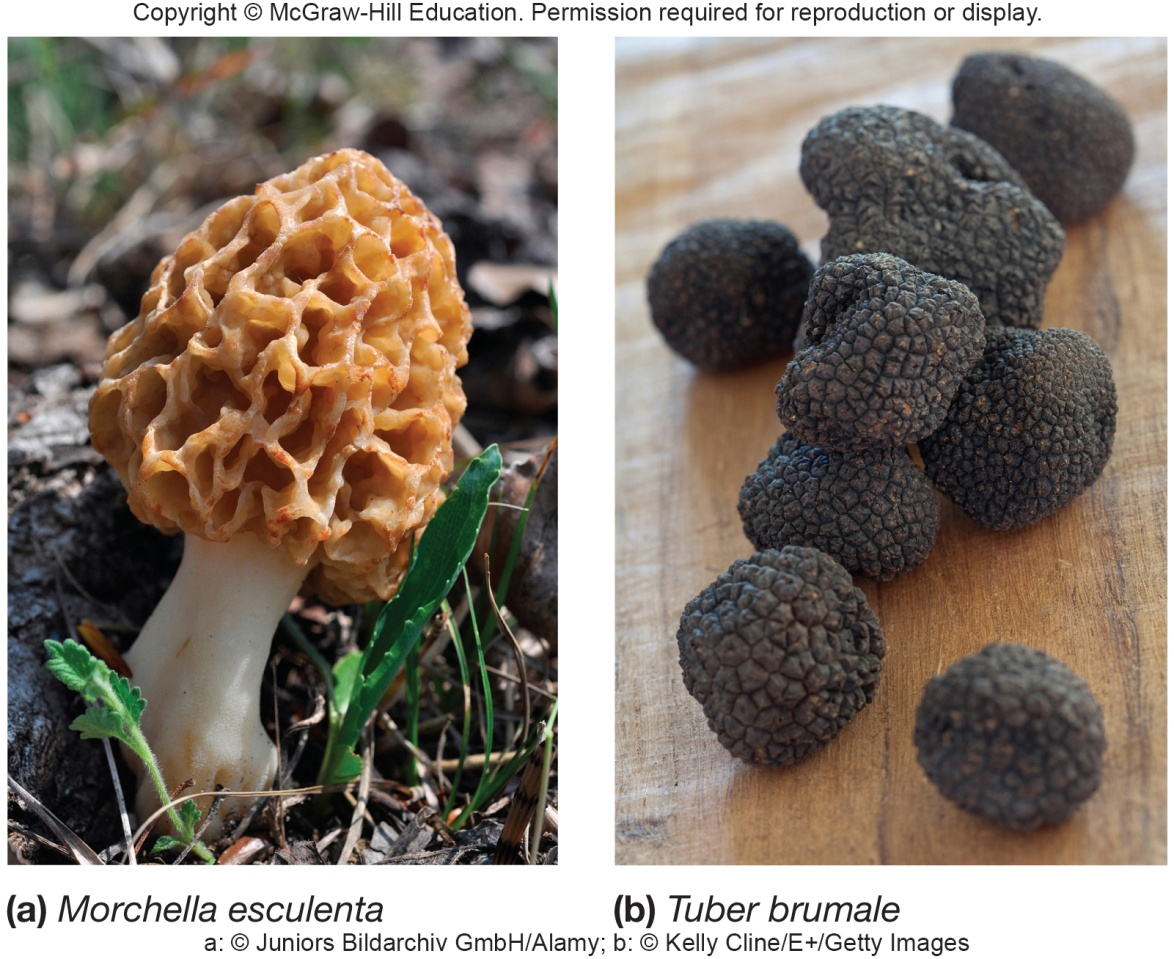 Copyright © McGraw-Hill Education. Permission required for reproduction or display.
(a) Morchella esculenta
(b) Tuber brumale
a: © Juniors Bildarchiv GmbH/Alamy; b: © Kelly Cline/E+/Getty Images